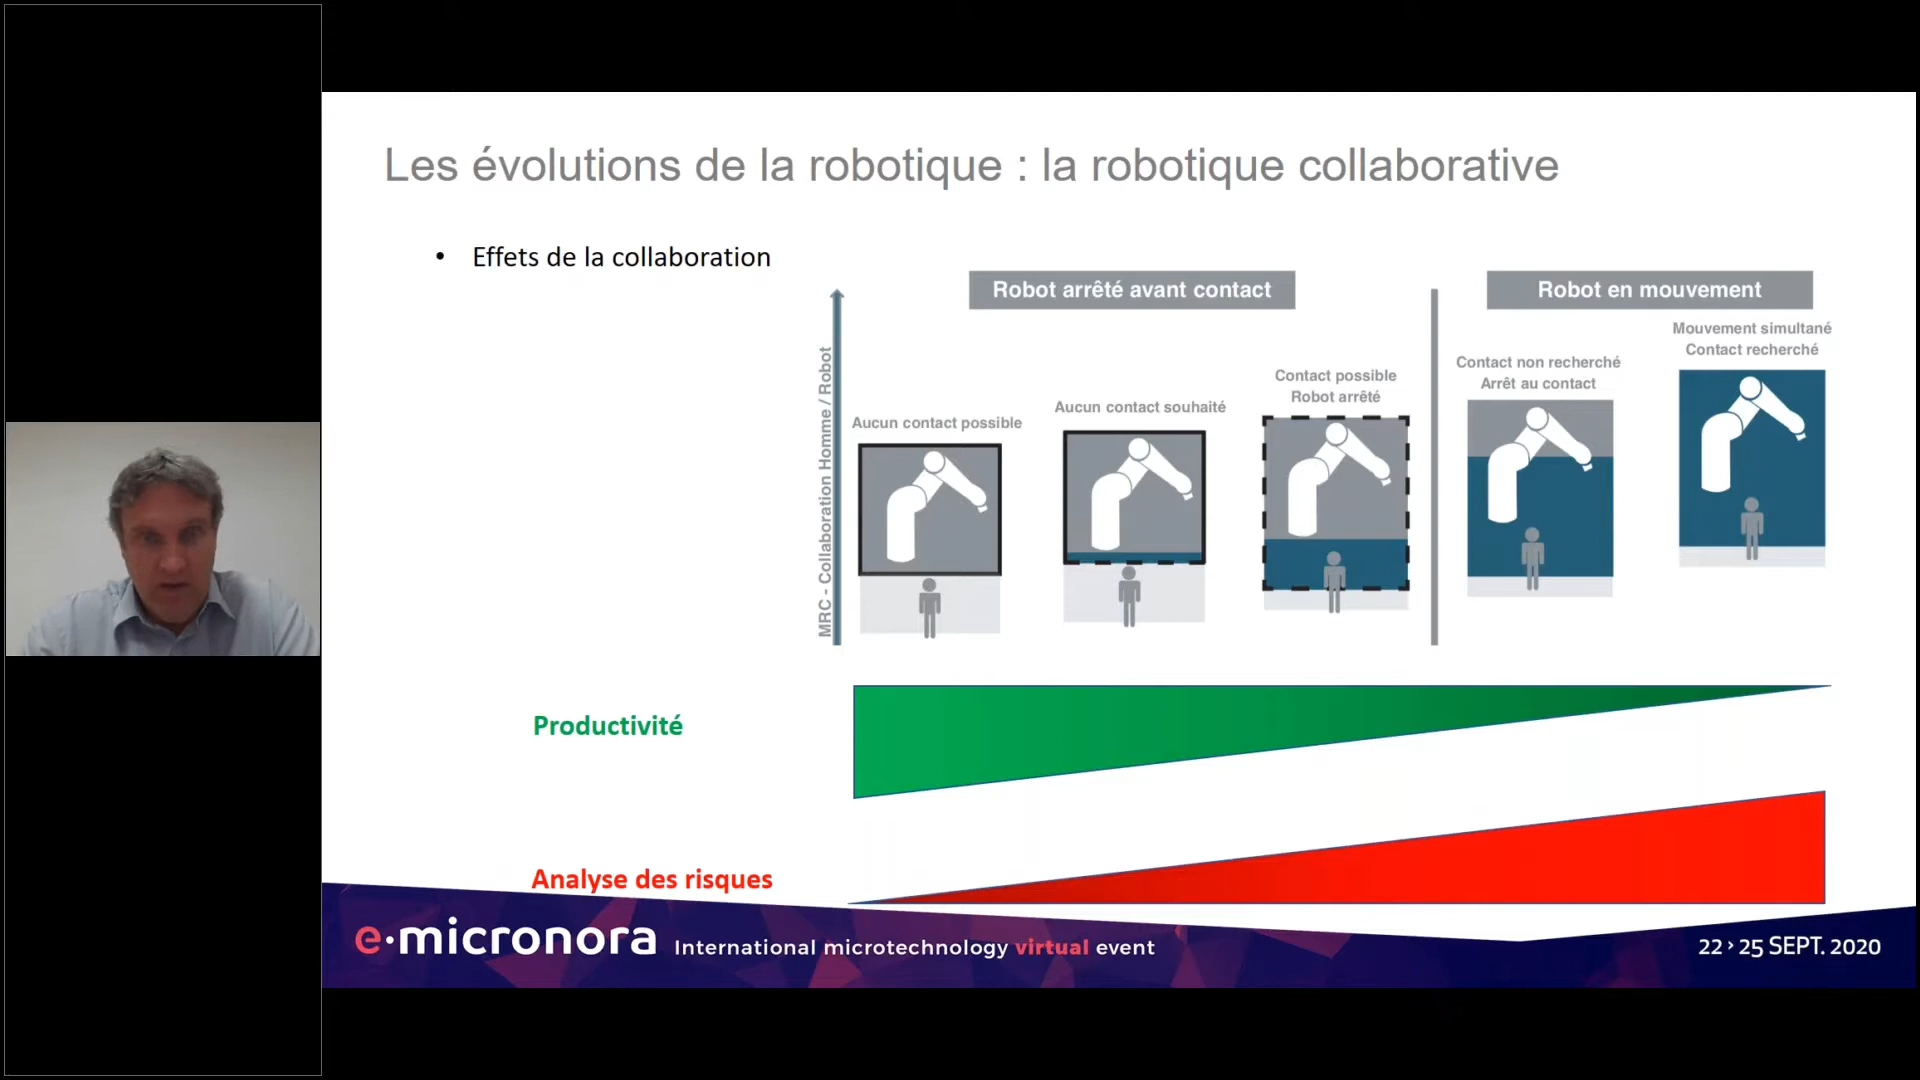 Les évolutions de la robotique : la robotique collaborative
• Effets de la collaboration
Robot arrêté avant contact
Robot en mouvement
MRC - Collaboration Homme / Robot
Aucun contact possible
Aucun contact souhaité
Contact possible
Robot arrêté
Contact non recherché
Arrêt au contact
Mouvement simultané
Contact recherché
Productivité
Analyse des risques
e·micronora International microtechnology virtual event
22 › 25 SEPT. 2020